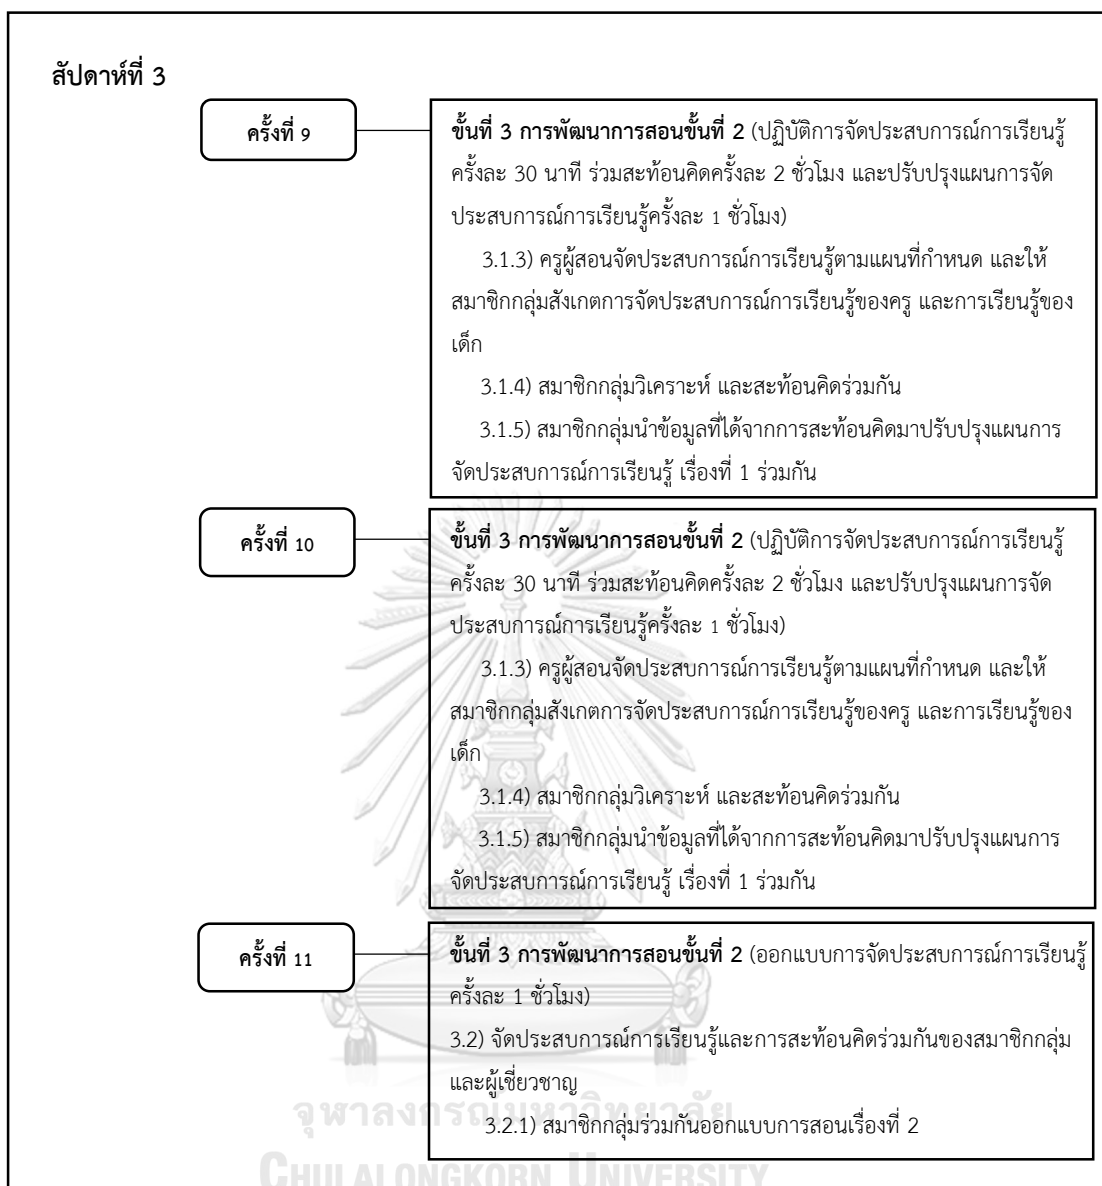 สัปดาห์ที่ 3
ครั้งที่ 9
ขั้นที่ 3 การพัฒนาการสอนขั้นที่ 2 (ปฏิบัติการจัดประสบการณ์การเรียนรู้
ครั้งละ 30 นาที ร่วมสะท้อนคิดครั้งละ 2 ชั่วโมง และปรับปรุงแผนการจัด
ประสบการณ์การเรียนรู้ครั้งละ 1 ชั่วโมง)
3.1.3) ครูผู้สอนจัดประสบการณ์การเรียนรู้ตามแผนที่กำหนด และให้
สมาชิกกลุ่มสังเกตการจัดประสบการณ์การเรียนรู้ของครู และการเรียนรู้ของ
เด็ก
3.1.4) สมาชิกกลุ่มวิเคราะห์ และสะท้อนคิดร่วมกัน
3.1.5) สมาชิกกลุ่มนำข้อมูลที่ได้จากการสะท้อนคิดมาปรับปรุงแผนการ
จัดประสบการณ์การเรียนรู้ เรื่องที่ 1 ร่วมกัน
ครั้งที่ 10
ขั้นที่ 3 การพัฒนาการสอนขั้นที่ 2 (ปฏิบัติการจัดประสบการณ์การเรียนรู้
ครั้งละ 30 นาที ร่วมสะท้อนคิดครั้งละ 2 ชั่วโมง และปรับปรุงแผนการจัด
ประสบการณ์การเรียนรู้ครั้งละ 1 ชั่วโมง)
3.1.3) ครูผู้สอนจัดประสบการณ์การเรียนรู้ตามแผนที่กำหนด และให้
สมาชิกกลุ่มสังเกตการจัดประสบการณ์การเรียนรู้ของครู และการเรียนรู้ของ
เด็ก
3.1.4) สมาชิกกลุ่มวิเคราะห์ และสะท้อนคิดร่วมกัน
3.1.5) สมาชิกกลุ่มนำข้อมูลที่ได้จากการสะท้อนคิดมาปรับปรุงแผนการ
จัดประสบการณ์การเรียนรู้ เรื่องที่ 1 ร่วมกัน
ครั้งที่ 11
ขั้นที่ 3 การพัฒนาการสอนขั้นที่ 2 (ออกแบบการจัดประสบการณ์การเรียนรู้
ครั้งละ 1 ชั่วโมง)
3.2) จัดประสบการณ์การเรียนรู้และการสะท้อนคิดร่วมกันของสมาชิกกลุ่ม
และผู้เชี่ยวชาญ
3.2.1) สมาชิกกลุ่มร่วมกันออกแบบการสอนเรื่องที่ 2
จุฬาลงกรณ์มหาวิทยาลัย
CHULALONGKORN UNIVERSITY